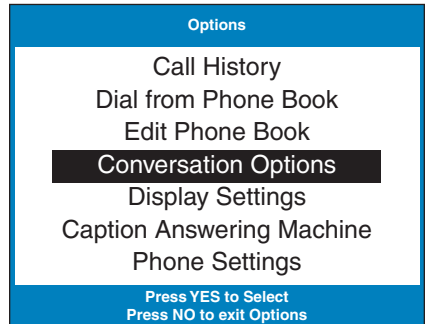 Options
Call History
Dial from Phone Book
Edit Phone Book
Conversation Options
Display Settings
Caption Answering Machine
Phone Settings
Press YES to Select
Press NO to exit Options